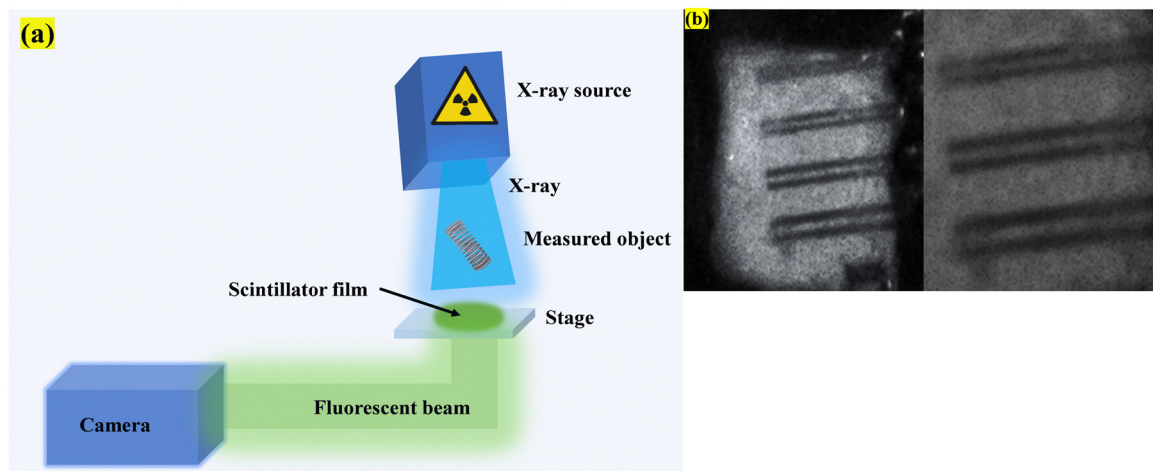 (a)
(b)
X-ray source
X-ray
Measured object
Scintillator film
Stage
Fluorescent beam
Camera